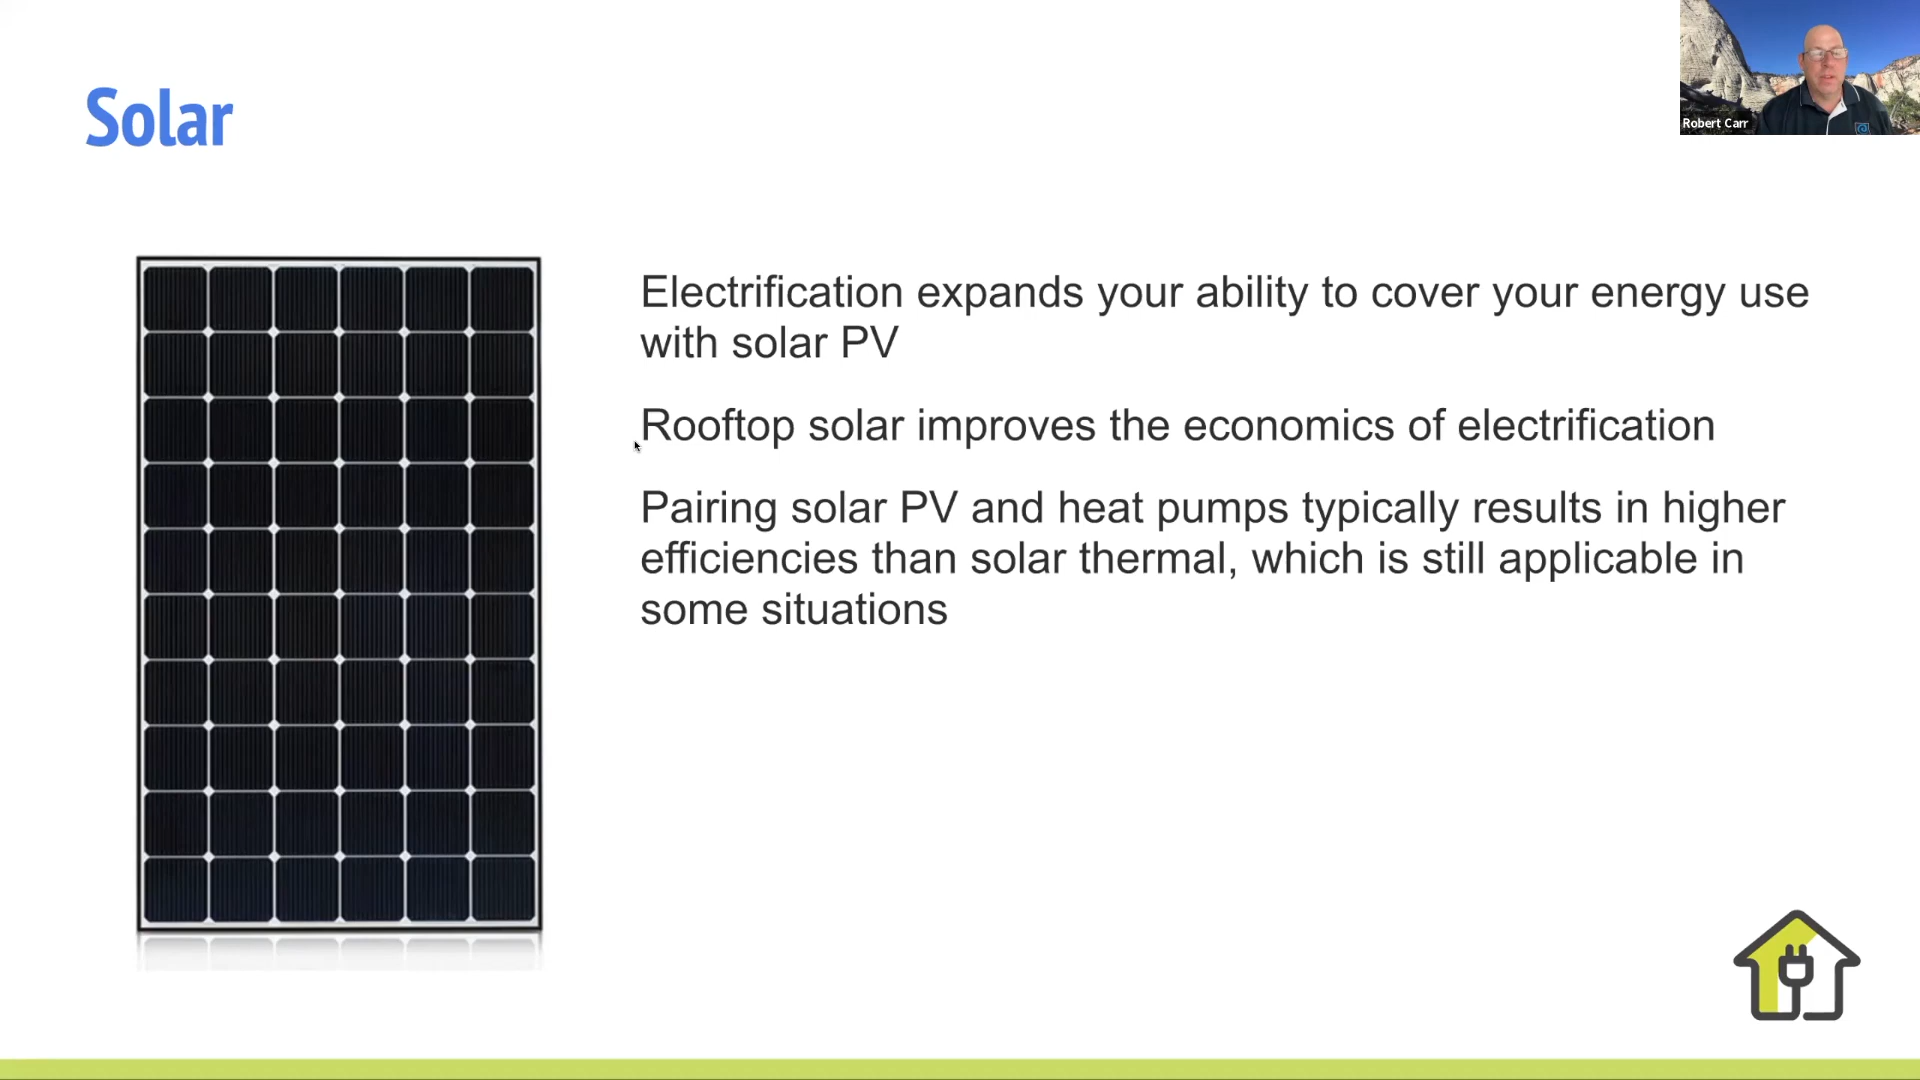 Solar
Robert Carr
Electrification expands your ability to cover your energy use
with solar PV
Rooftop solar improves the economics of electrification
Pairing solar PV and heat pumps typically results in higher
efficiencies than solar thermal, which is still applicable in
some situations